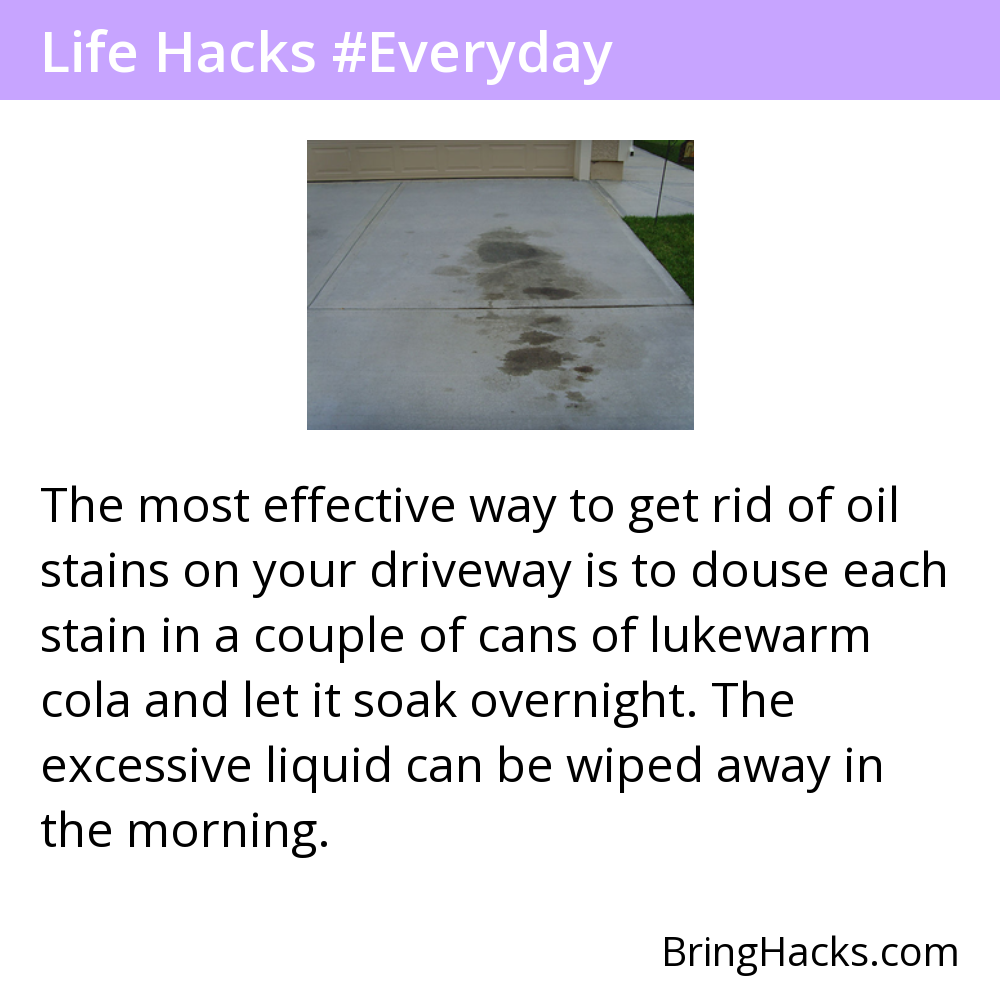 Life Hacks #Everyday
The most effective way to get rid of oil
stains on your driveway is to douse each
stain in a couple of cans of lukewarm
cola and let it soak overnight. The
excessive liquid can be wiped away in
the morning.
BringHacks.com